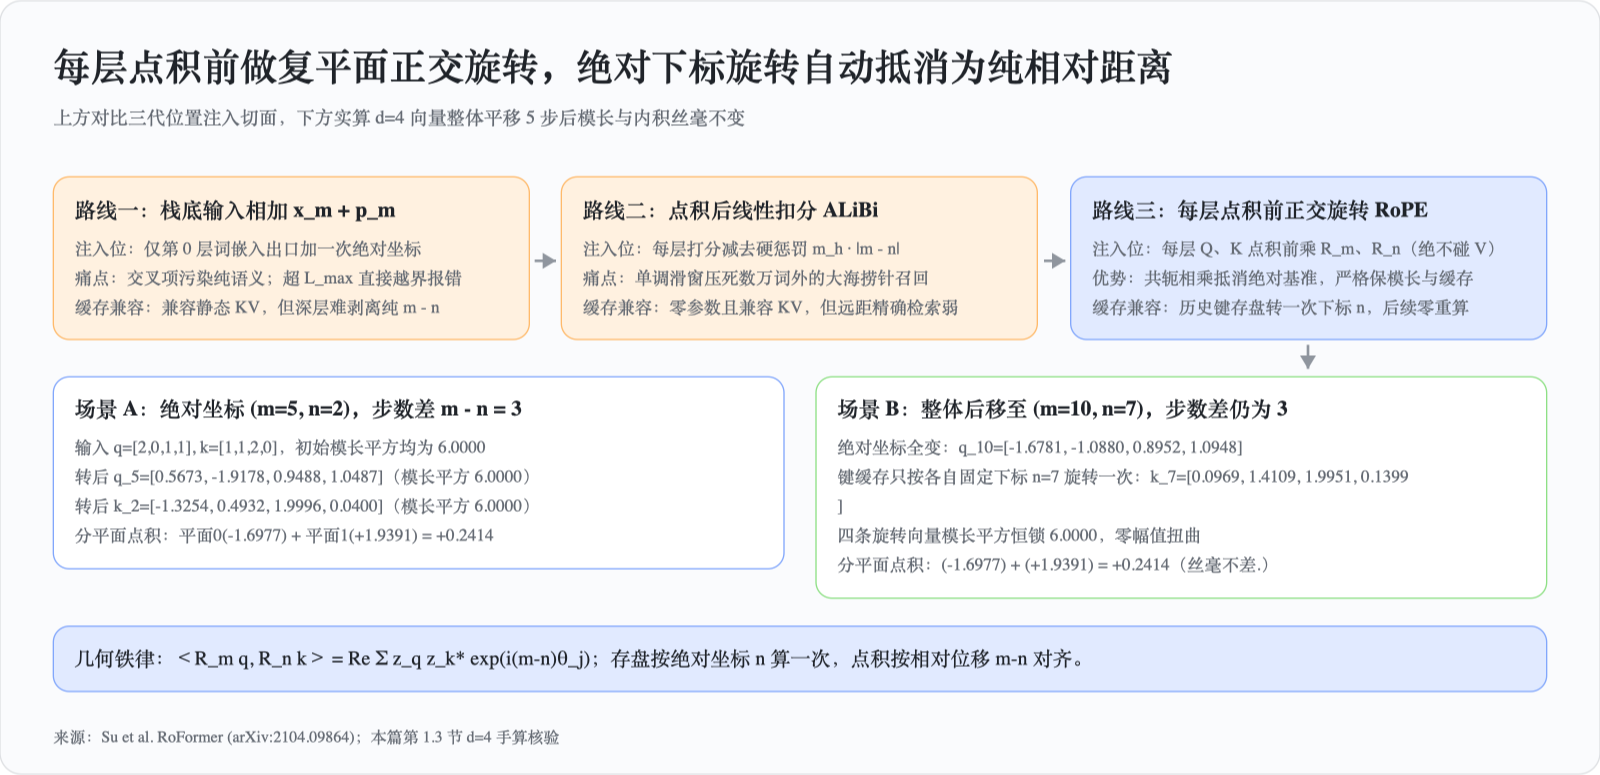 每层点积前做复平面正交旋转，绝对下标旋转自动抵消为纯相对距离
上方对比三代位置注入切面，下方实算 d=4 向量整体平移 5 步后模长与内积丝毫不变
路线一：栈底输入相加 x_m + p_m
注入位：仅第 0 层词嵌入出口加一次绝对坐标
痛点：交叉项污染纯语义；超 L_max 直接越界报错
缓存兼容：兼容静态 KV，但深层难剥离纯 m - n
路线二：点积后线性扣分 ALiBi
注入位：每层打分减去硬惩罚 m_h · |m - n|
痛点：单调滑窗压死数万词外的大海捞针召回
缓存兼容：零参数且兼容 KV，但远距精确检索弱
路线三：每层点积前正交旋转 RoPE
注入位：每层 Q、K 点积前乘 R_m、R_n（绝不碰 V）
优势：共轭相乘抵消绝对基准，严格保模长与缓存
缓存兼容：历史键存盘转一次下标 n，后续零重算
场景 A：绝对坐标 (m=5, n=2)，步数差 m - n = 3
输入 q=[2,0,1,1], k=[1,1,2,0]，初始模长平方均为 6.0000
转后 q_5=[0.5673, -1.9178, 0.9488, 1.0487]（模长平方 6.0000）
转后 k_2=[-1.3254, 0.4932, 1.9996, 0.0400]（模长平方 6.0000）
分平面点积：平面0(-1.6977) + 平面1(+1.9391) = +0.2414
场景 B：整体后移至 (m=10, n=7)，步数差仍为 3
绝对坐标全变：q_10=[-1.6781, -1.0880, 0.8952, 1.0948]
键缓存只按各自固定下标 n=7 旋转一次：k_7=[0.0969, 1.4109, 1.9951, 0.1399
]
四条旋转向量模长平方恒锁 6.0000，零幅值扭曲
分平面点积：(-1.6977) + (+1.9391) = +0.2414（丝毫不差.）
几何铁律：< R_m q, R_n k > = Re Σ z_q z_k* exp(i(m-n)θ_j)；存盘按绝对坐标 n 算一次，点积按相对位移 m-n 对齐。
来源：Su et al. RoFormer (arXiv:2104.09864)；本篇第 1.3 节 d=4 手算核验